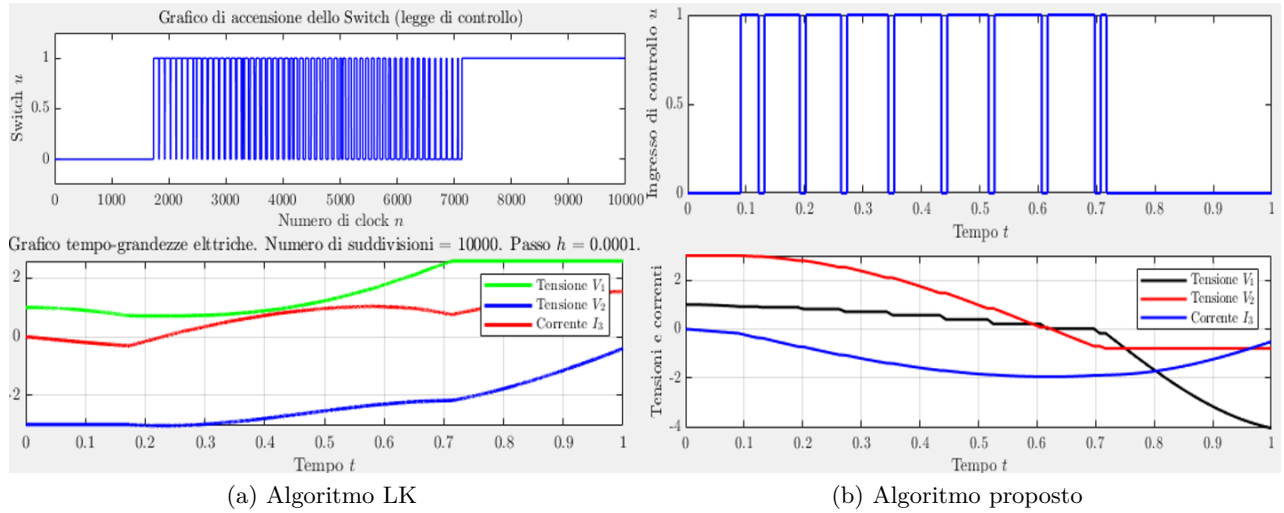 Grafico di accensione dello Switch (legge di controllo)
1
0.5
0
Switch u
0 1000 2000 3000 4000 5000 6000 7000 8000 9000 10000
Numero di clock n
Grafico tempo-grandezze elttriche. Numero di suddivisioni = 10000. Passo h = 0.0001.
2
0
-2
Tensione V1
Tensione V2
Corrente I3
0 0.1 0.2 0.3 0.4 0.5 0.6 0.7 0.8 0.9 1
Tempo t
(a) Algoritmo LK
1
0.5
0
Ingresso di controllo u
0 0.1 0.2 0.3 0.4 0.5 0.6 0.7 0.8 0.9 1
Tempo t
2
0
-2
-4
Tensioni e correnti
Tensione V1
Tensione V2
Corrente I3
0 0.1 0.2 0.3 0.4 0.5 0.6 0.7 0.8 0.9 1
Tempo t
(b) Algoritmo proposto